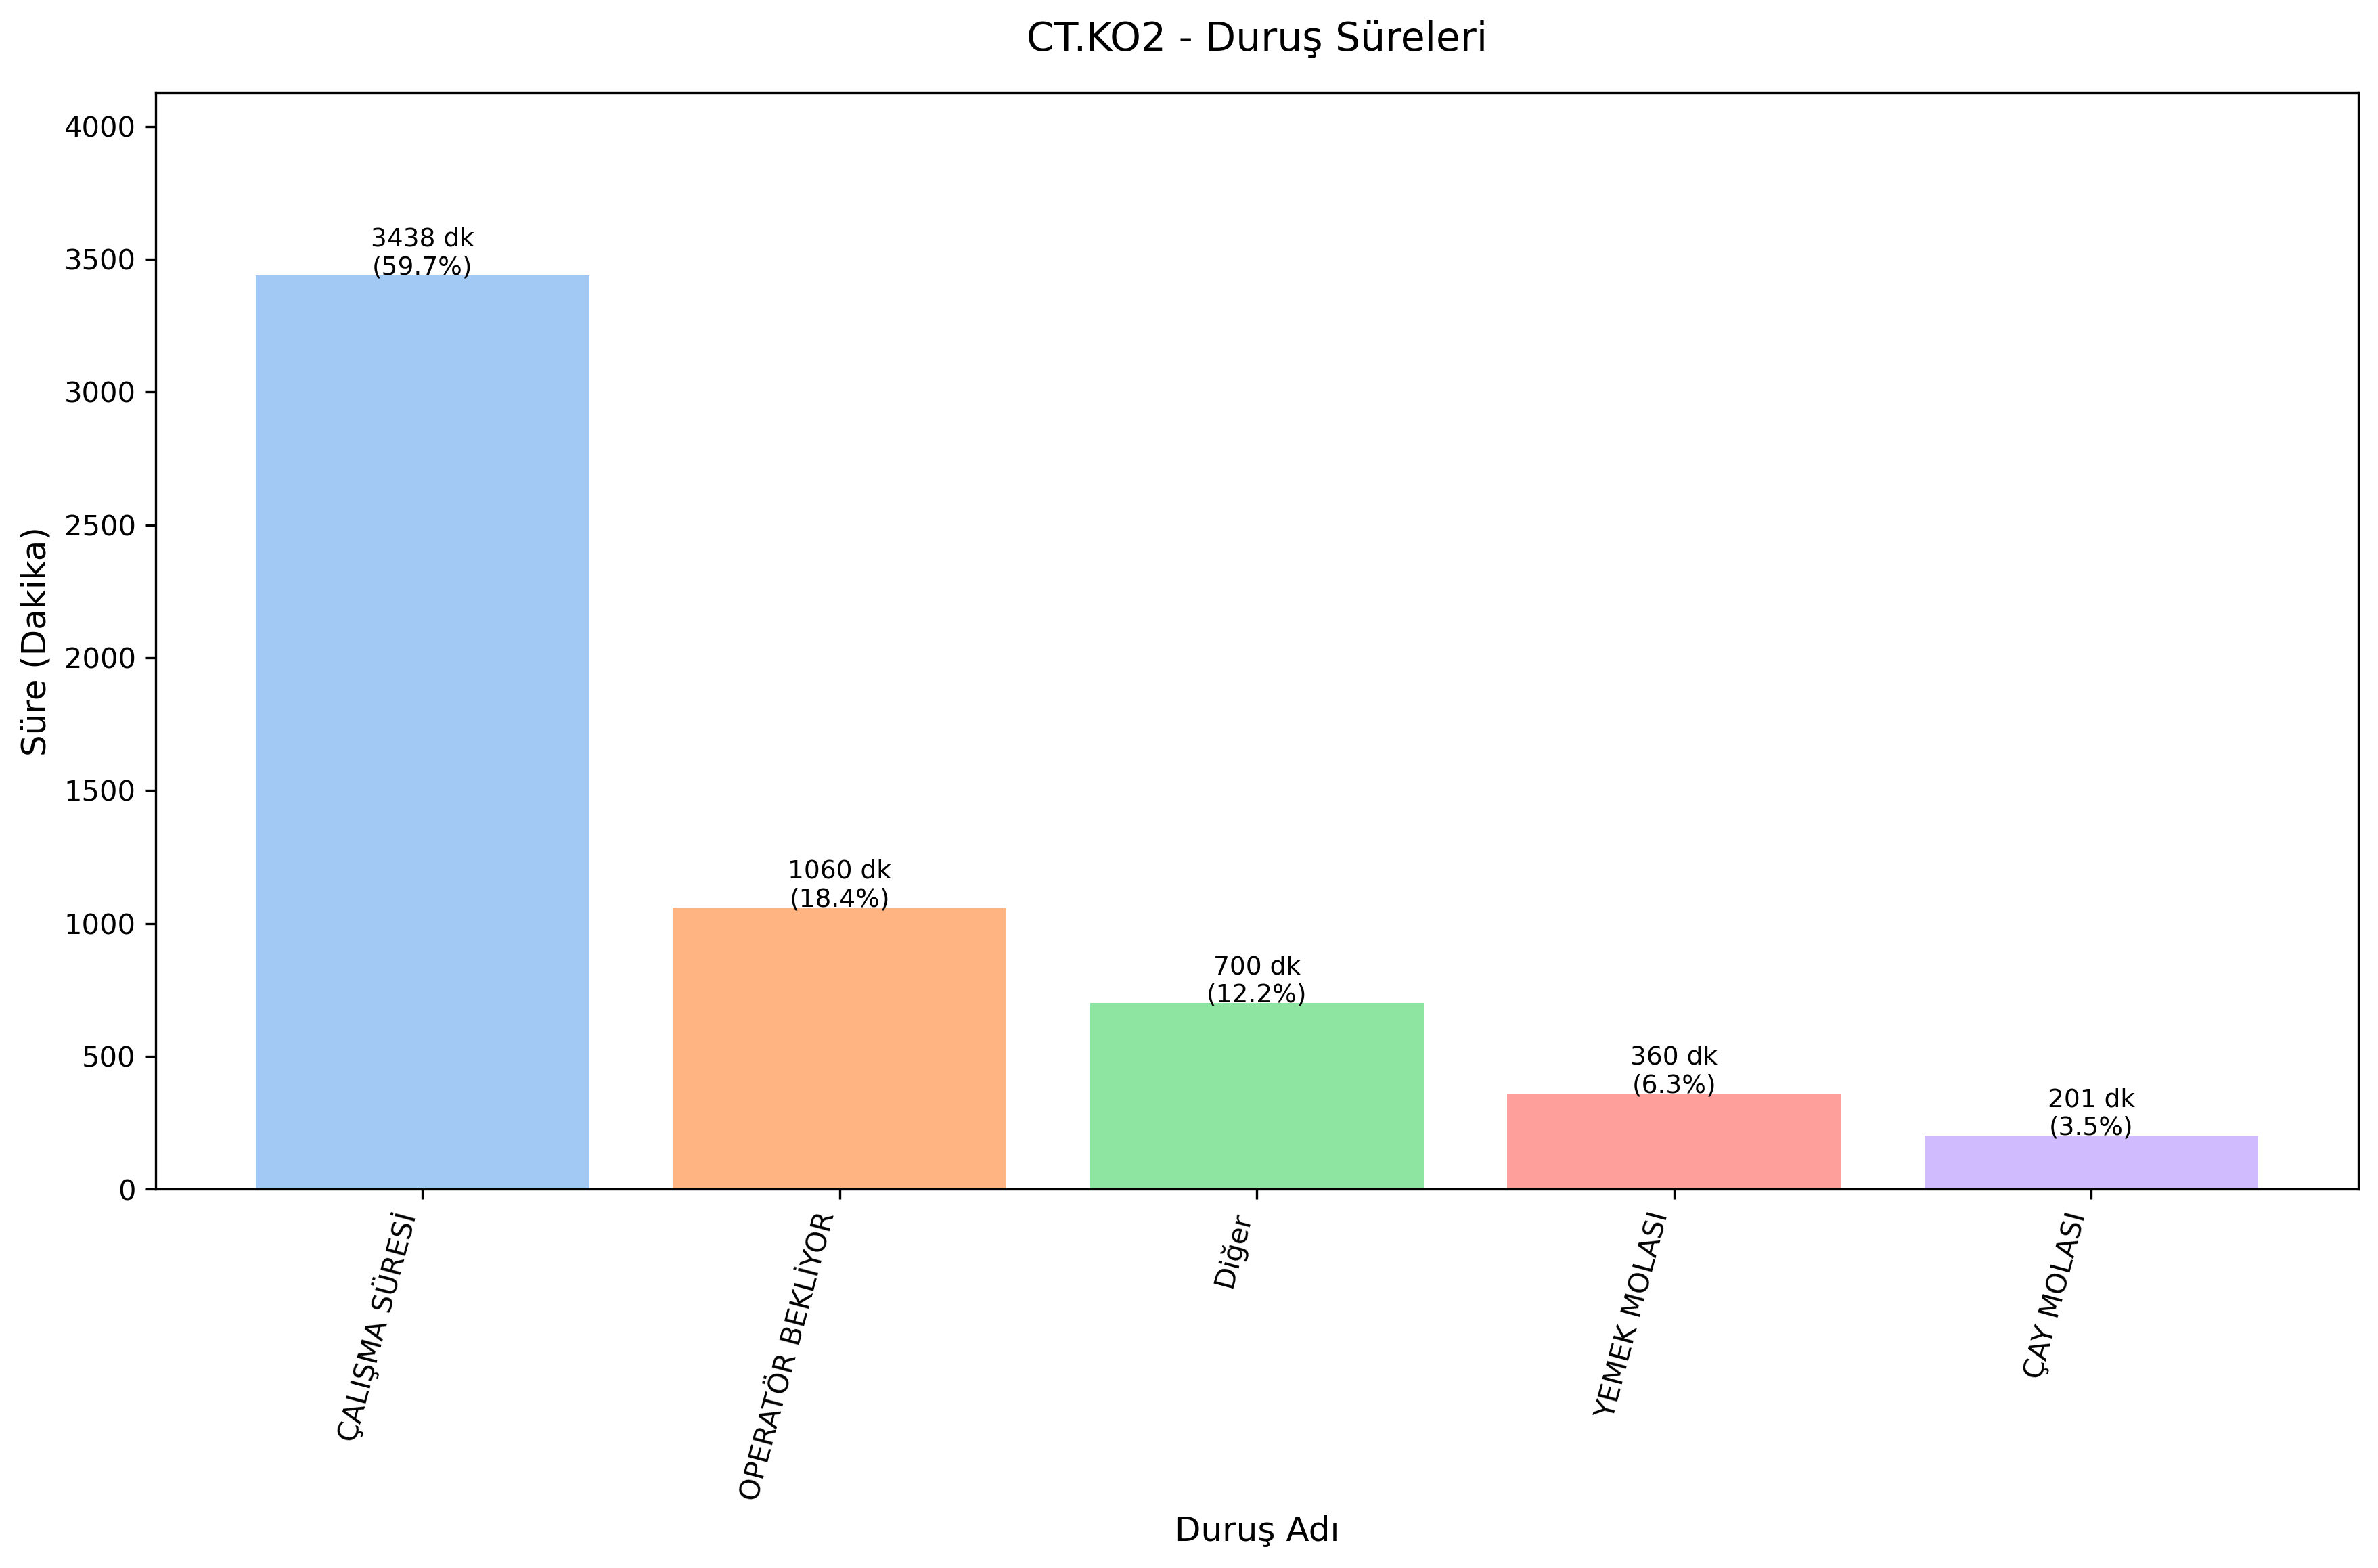 CT.KO2 - Duruş Süreleri
Süre (Dakika)
4000
3500
3000
2500
2000
1500
1000
500
0
3438 dk
(59.7%)
1060 dk
(18.4%)
700 dk
(12.2%)
360 dk
(6.3%)
201 dk
(3.5%)
ÇALIŞMA SÜRESİ
OPERATÖR BEKLİYOR
Diğer
YEMEK MOLASI
ÇAY MOLASI
Duruş Adı